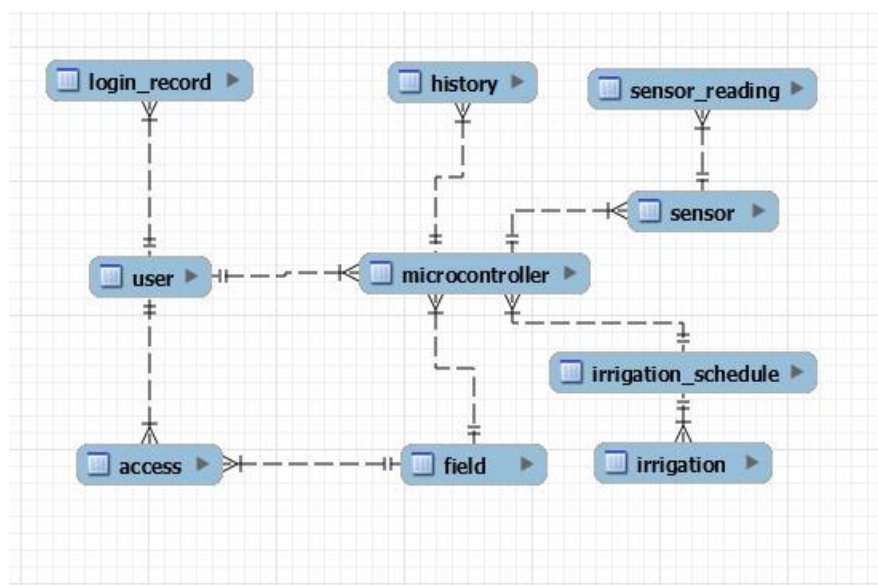 login_record
history
sensor_reading
sensor
user
microcontroller
irrigation_schedule
access
field
irrigation